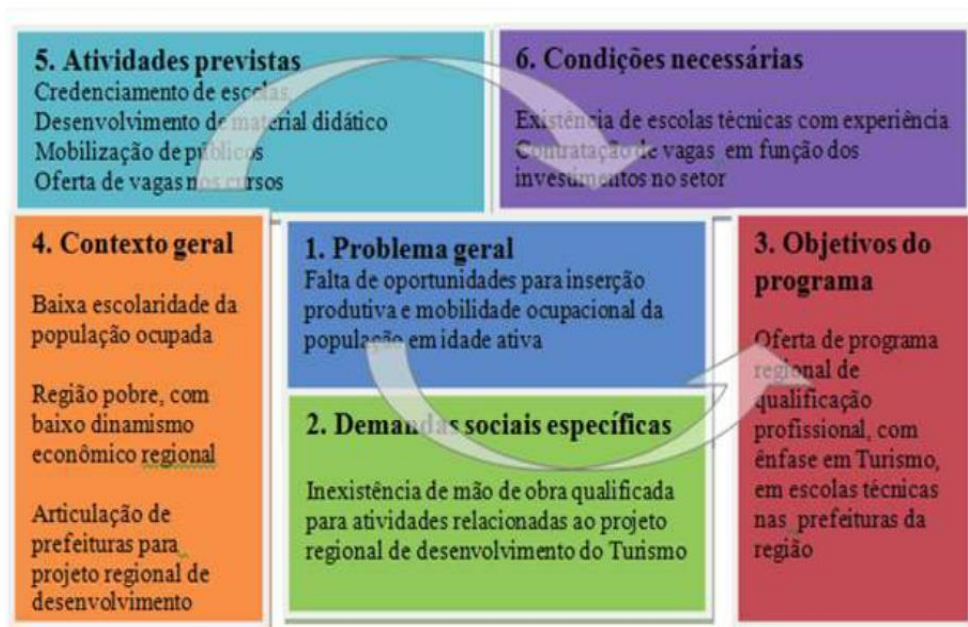 5. Atividades previstas
Credenciamento de escolas
Desenvolvimento de material didático
Mobilização de públicos
Oferta de vagas nos cursos
6. Condições necessárias
Existência de escolas técnicas com experiência
Contratação de vagas em função dos
investimentos no setor
4. Contexto geral
Baixa escolaridade da
população ocupada
Região pobre, com
baixo dinamismo
econômico regional
Articulação de
prefeituras para
projeto regional de
desenvolvimento
1. Problema geral
Falta de oportunidades para inserção
produtiva e mobilidade ocupacional da
população em idade ativa
2. Demandas sociais específicas
Inexistência de mão de obra qualificada
para atividades relacionadas ao projeto
regional de desenvolvimento do Turismo
3. Objetivos do
programa
Oferta de programa
regional de
qualificação
profissional, com
ênfase em Turismo,
em escolas técnicas
nas prefeituras da
região